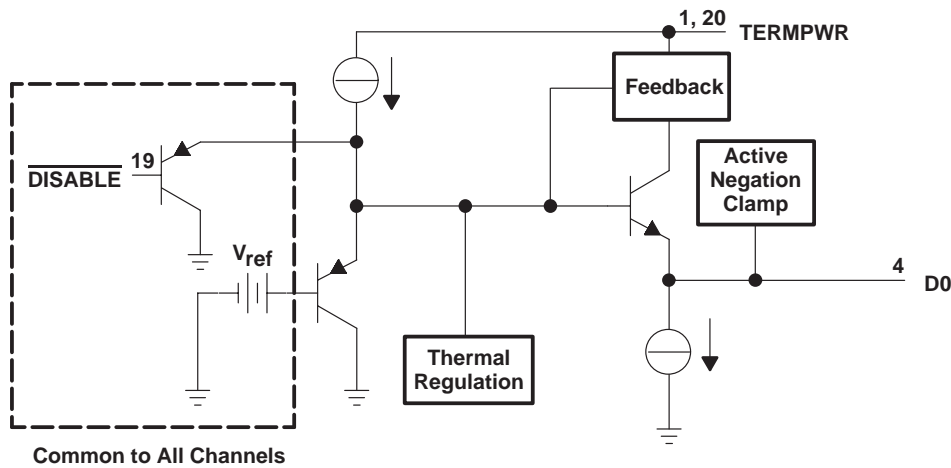 1, 20
TERMPWR
Feedback
19
DISABLE
Active
Negation
Clamp
Vref
4
D0
Thermal
Regulation
Common to All Channels